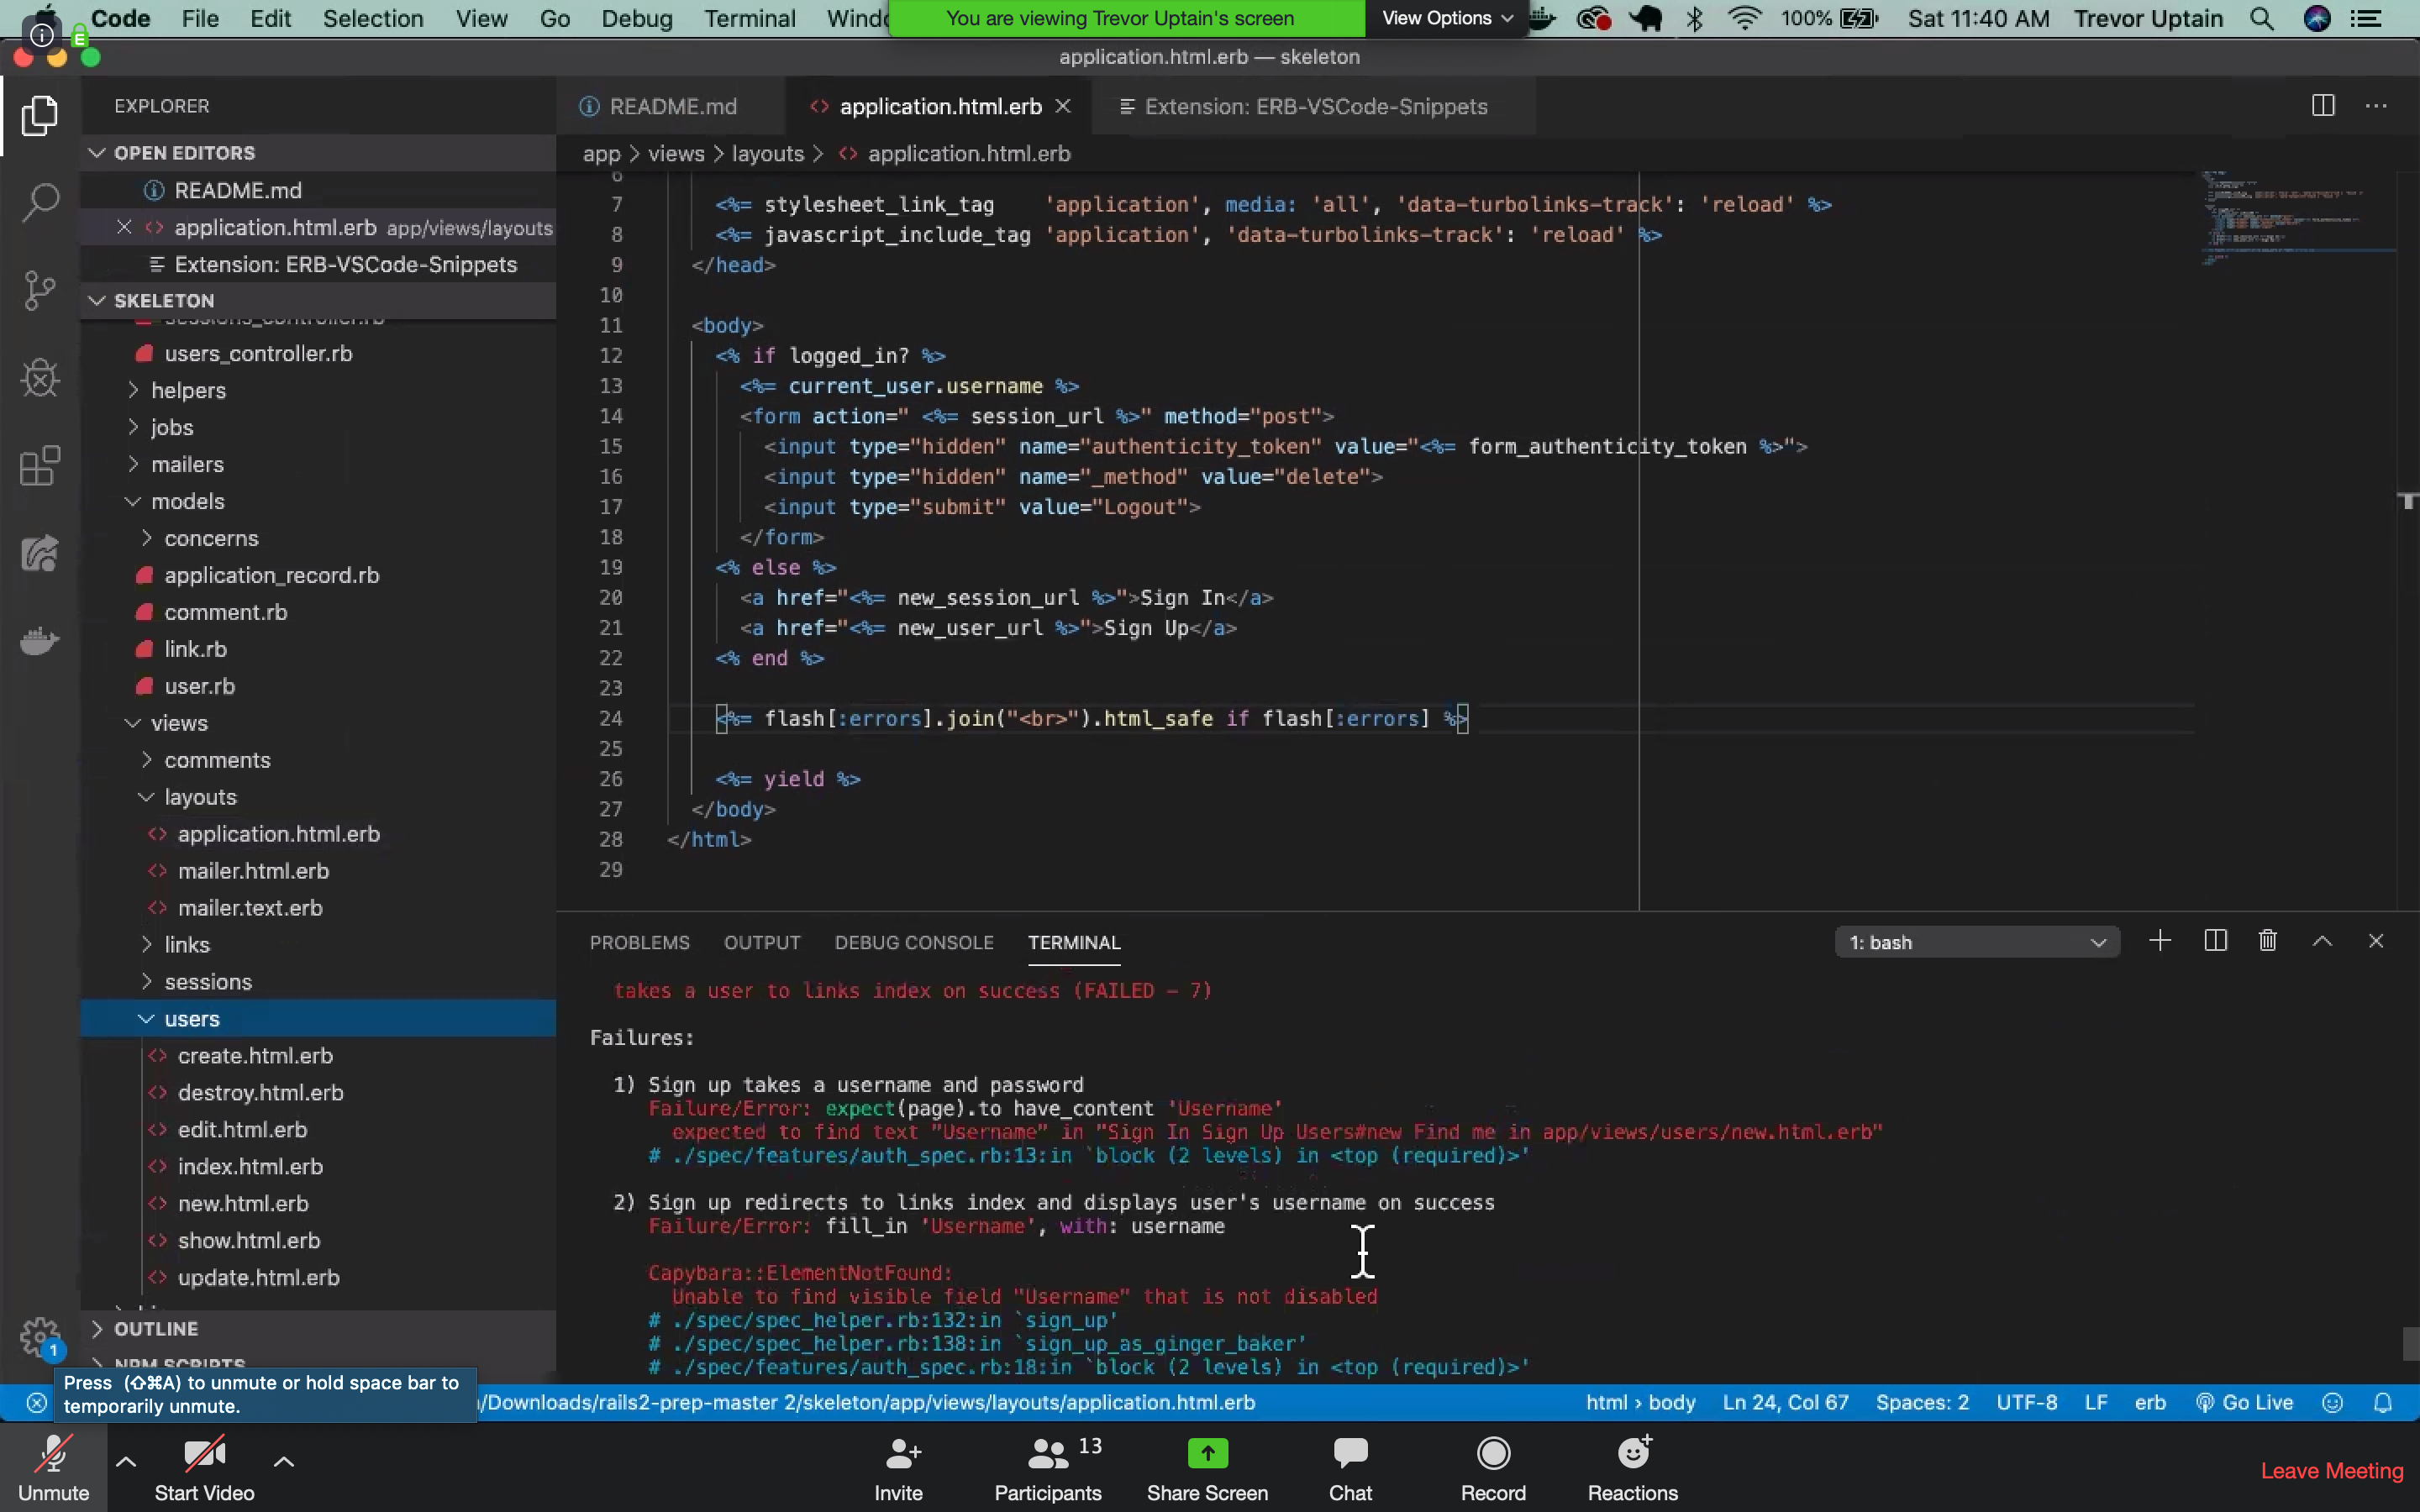 Code File Edit Selection View Go Debug Terminal You are viewing Trevor Uptain's screen View Options 100% Sat 11:40 AM Trevor Uptain
application.html.erb — skeleton
EXPLORER
README.md application.html.erb Extension: ERB-VSCode-Snippets
OPEN EDITORS
README.md
application.html.erb app/views/layouts
Extension: ERB-VSCode-Snippets
SKELETON
sessions_controller.rb
users_controller.rb
helpers
jobs
mailers
models
concerns
application_record.rb
comment.rb
link.rb
user.rb
views
comments
layouts
application.html.erb
mailer.html.erb
mailer.text.erb
links
sessions
users
create.html.erb
destroy.html.erb
edit.html.erb
index.html.erb
new.html.erb
show.html.erb
update.html.erb
OUTLINE
NPM SCRIPTS
app > views > layouts > application.html.erb
6
7 <%= stylesheet_link_tag    'application', media: 'all', 'data-turbolinks-track': 'reload' %>
8 <%= javascript_include_tag 'application', 'data-turbolinks-track': 'reload' %>
9 </head>
10
11 <body>
12 <% if logged_in? %>
13 <%= current_user.username %>
14 <form action=" <%= session_url %>" method="post">
15 <input type="hidden" name="authenticity_token" value="<%= form_authenticity_token %>">
16 <input type="hidden" name="_method" value="delete">
17 <input type="submit" value="Logout">
18 </form>
19 <% else %>
20 <a href="<%= new_session_url %>">Sign In</a>
21 <a href="<%= new_user_url %>">Sign Up</a>
22 <% end %>
23
24 <%= flash[:errors].join("<br>").html_safe if flash[:errors] %>
25
26 <%= yield %>
27 </body>
28 </html>
29
PROBLEMS OUTPUT DEBUG CONSOLE TERMINAL 1: bash
takes a user to links index on success (FAILED - 7)
Failures:
1) Sign up takes a username and password
Failure/Error: expect(page).to have_content 'Username'
expected to find text "Username" in "Sign In Sign Up Users#new Find me in app/views/users/new.html.erb"
# ./spec/features/auth_spec.rb:13:in `block (2 levels) in <top (required)>'
2) Sign up redirects to links index and displays user's username on success
Failure/Error: fill_in 'Username', with: username
Capybara::ElementNotFound:
Unable to find visible field "Username" that is not disabled
# ./spec/spec_helper.rb:132:in `sign_up'
# ./spec/spec_helper.rb:138:in `sign_up_as_ginger_baker'
# ./spec/features/auth_spec.rb:18:in `block (2 levels) in <top (required)>'
1
Press (⇧⌘A) to unmute or hold space bar to
temporarily unmute.
/Downloads/rails2-prep-master 2/skeleton/app/views/layouts/application.html.erb html > body Ln 24, Col 67 Spaces: 2 UTF-8 LF erb Go Live
13
Unmute Start Video Invite Participants Share Screen Chat Record Reactions Leave Meeting